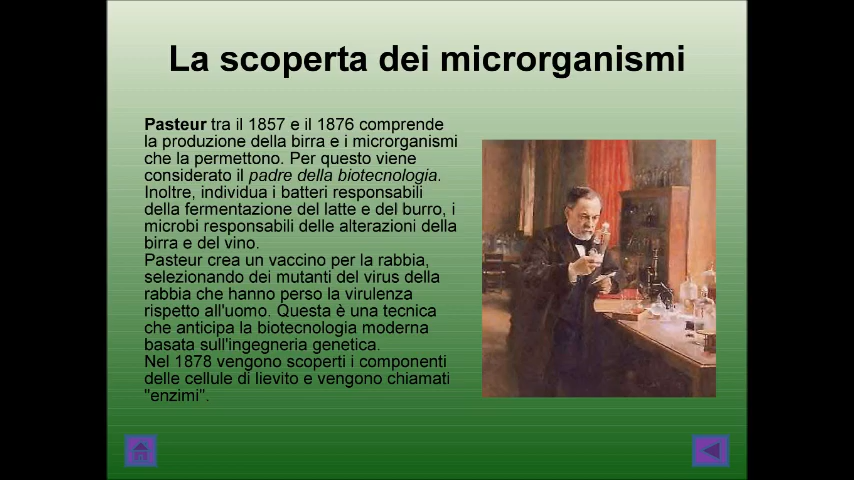 La scoperta dei microrganismi
Pasteur tra il 1857 e il 1876 comprende
la produzione della birra e i microrganismi
che la permettono. Per questo viene
considerato il padre della biotecnologia.
Inoltre, individua i batteri responsabili
della fermentazione del latte e del burro, i
microbi responsabili delle alterazioni della
birra e del vino.
Pasteur crea un vaccino per la rabbia,
selezionando dei mutanti del virus della
rabbia che hanno perso la virulenza
rispetto all'uomo. Questa è una tecnica
che anticipa la biotecnologia moderna
basata sull'ingegneria genetica.
Nel 1878 vengono scoperti i componenti
delle cellule di lievito e vengono chiamati
"enzimi".